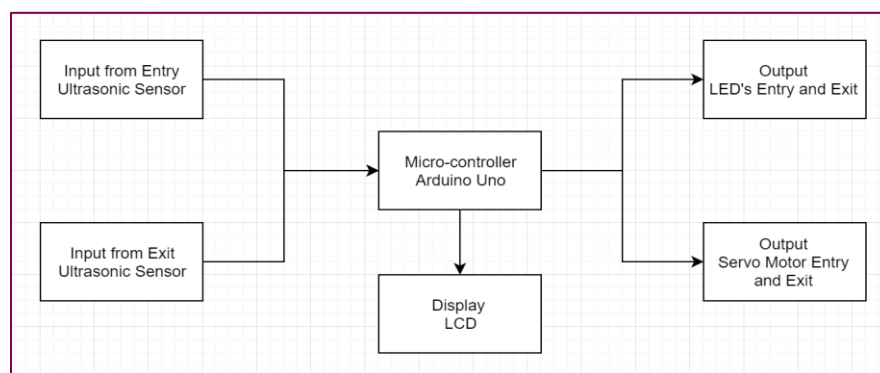 Input from Entry
Ultrasonic Sensor
Input from Exit
Ultrasonic Sensor
Micro-controller
Arduino Uno
Display
LCD
Output
LED's Entry and Exit
Output
Servo Motor Entry
and Exit